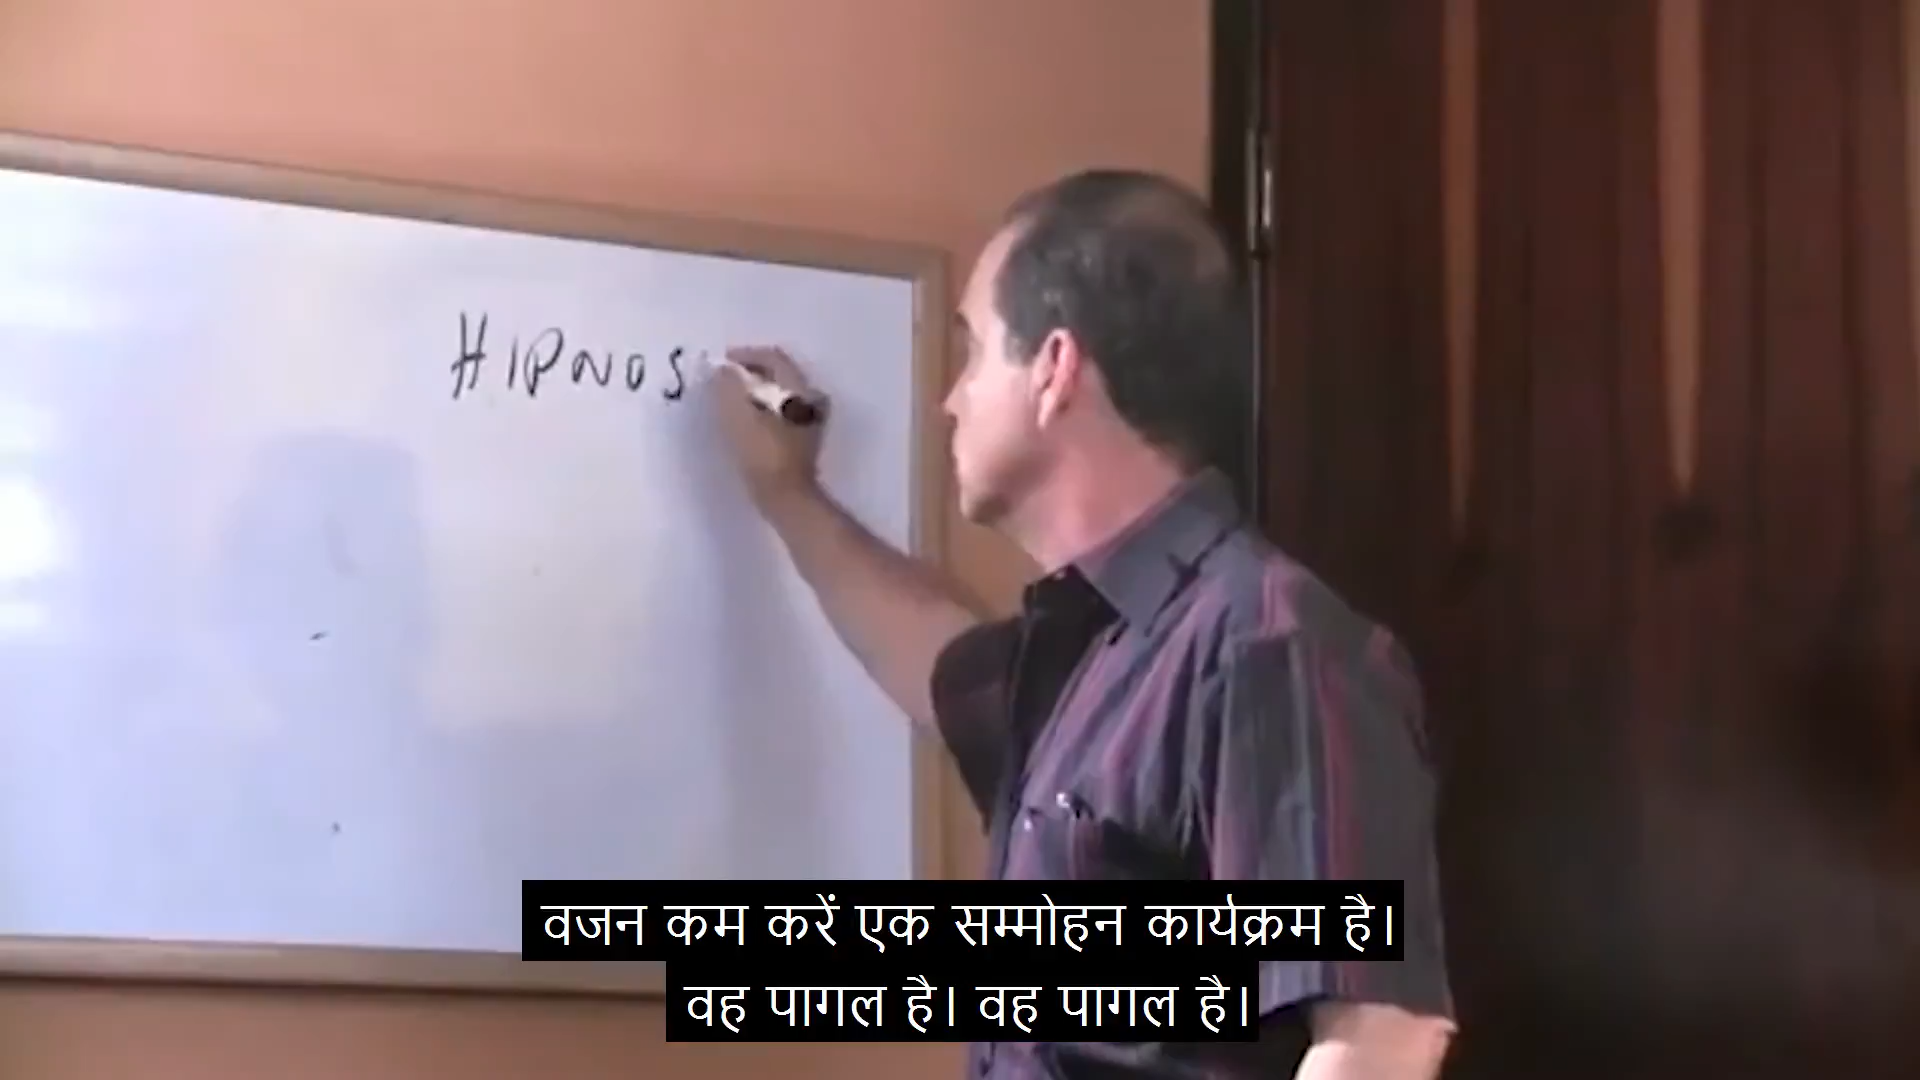 HIPNOS
वजन कम करें एक सम्मोहन कार्यक्रम है।
वह पागल है। वह पागल है।